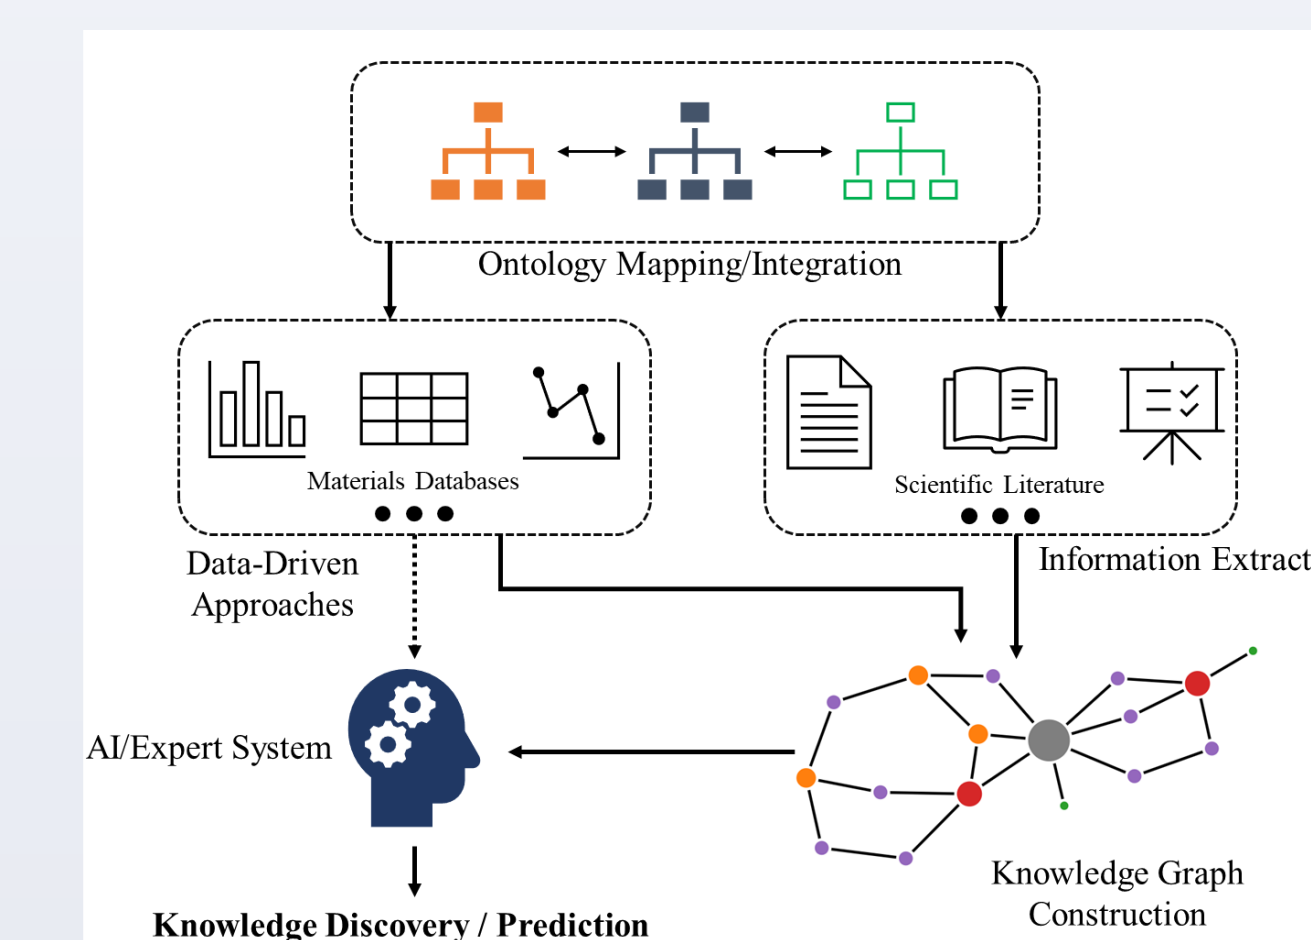 Ontology Mapping/Integration
Materials Databases
Scientific Literature
Data-Driven
Approaches
Information Extract
AI/Expert System
Knowledge Graph
Construction
Knowledge Discovery / Prediction